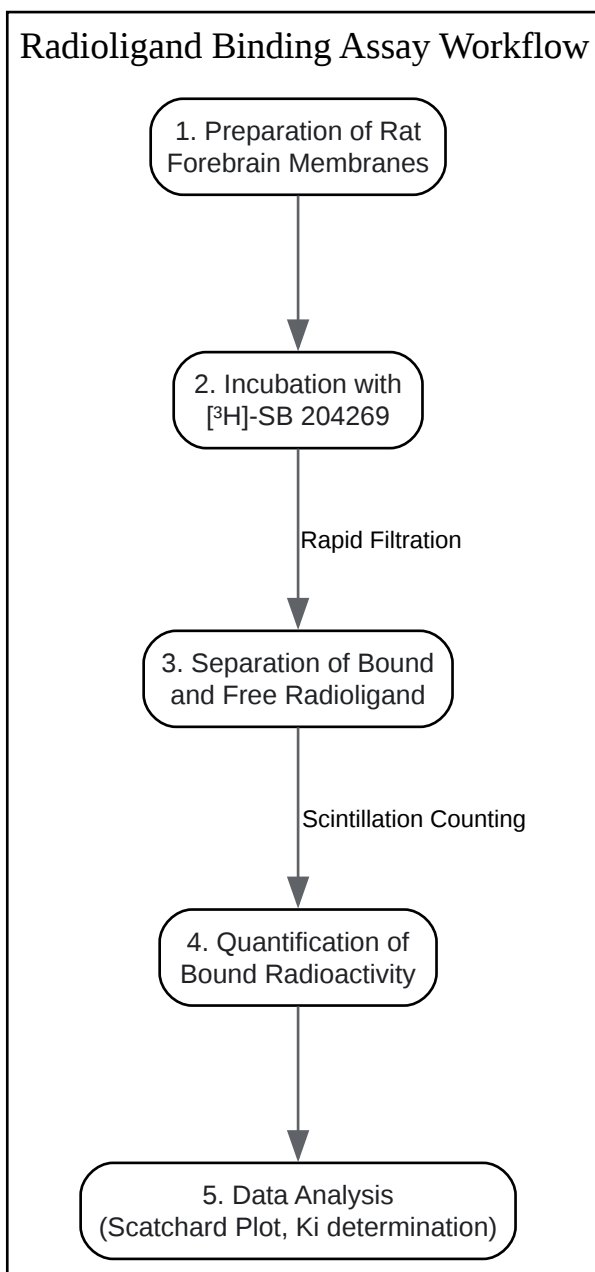 Radioligand Binding Assay Workflow
1. Preparation of Rat
Forebrain Membranes
2. Incubation with
[³H]-SB 204269
Rapid Filtration
3. Separation of Bound
and Free Radioligand
Scintillation Counting
4. Quantification of
Bound Radioactivity
5. Data Analysis
(Scatchard Plot, Ki determination)